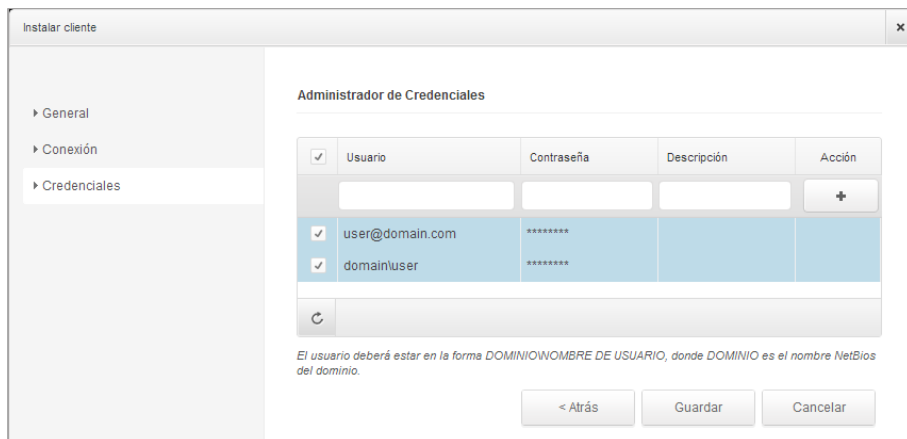 Instalar cliente
Administrador de Credenciales
General
Conexión
Credenciales
Usuario Contraseña Descripción Acción
user@domain.com ********
domain\user ********
El usuario deberá estar en la forma DOMINIO\NOMBRE DE USUARIO, donde DOMINIO es el nombre NetBios
del dominio.
< Atrás Guardar Cancelar